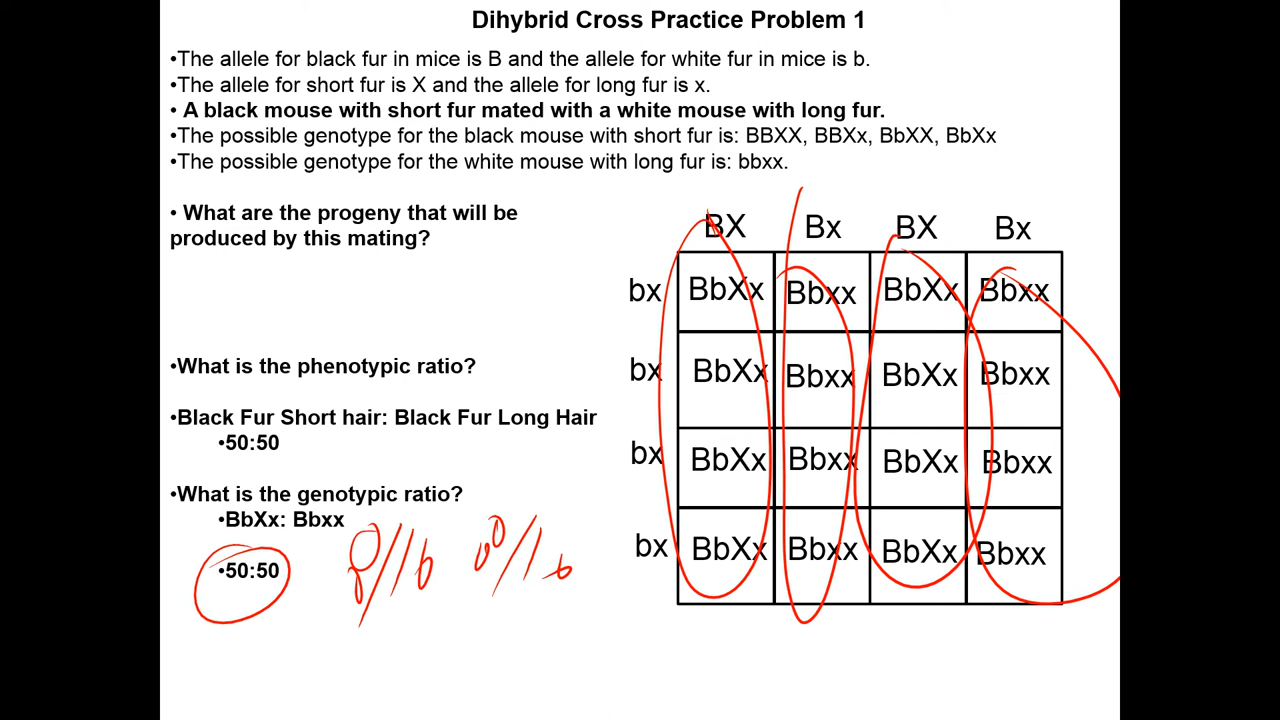 Dihybrid Cross Practice Problem 1
•The allele for black fur in mice is B and the allele for white fur in mice is b.
•The allele for short fur is X and the allele for long fur is x.
• A black mouse with short fur mated with a white mouse with long fur.
•The possible genotype for the black mouse with short fur is: BBXX, BBXx, BbXX, BbXx
•The possible genotype for the white mouse with long fur is: bbxx.
• What are the progeny that will be
produced by this mating?
•What is the phenotypic ratio?
•Black Fur Short hair: Black Fur Long Hair
•50:50
•What is the genotypic ratio?
•BbXx: Bbxx
•50:50
8/16 8/16
BX Bx BX Bx
bx BbXx Bbxx BbXx Bbxx
bx BbXx Bbxx BbXx Bbxx
bx BbXx Bbxx BbXx Bbxx
bx BbXx Bbxx BbXx Bbxx